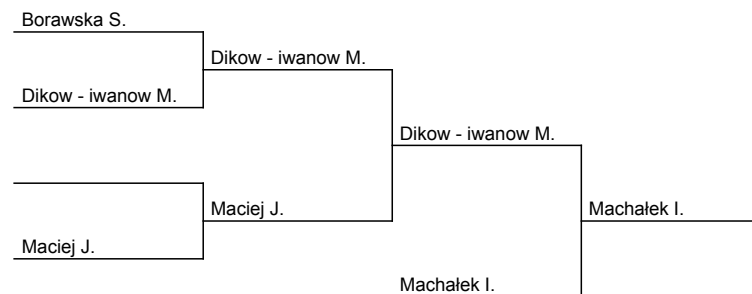 Borawska S.
Dikow - iwanow M.
Dikow - iwanow M.
Dikow - iwanow M.
Maciej J.
Machałek I.
Maciej J.
Machałek I.